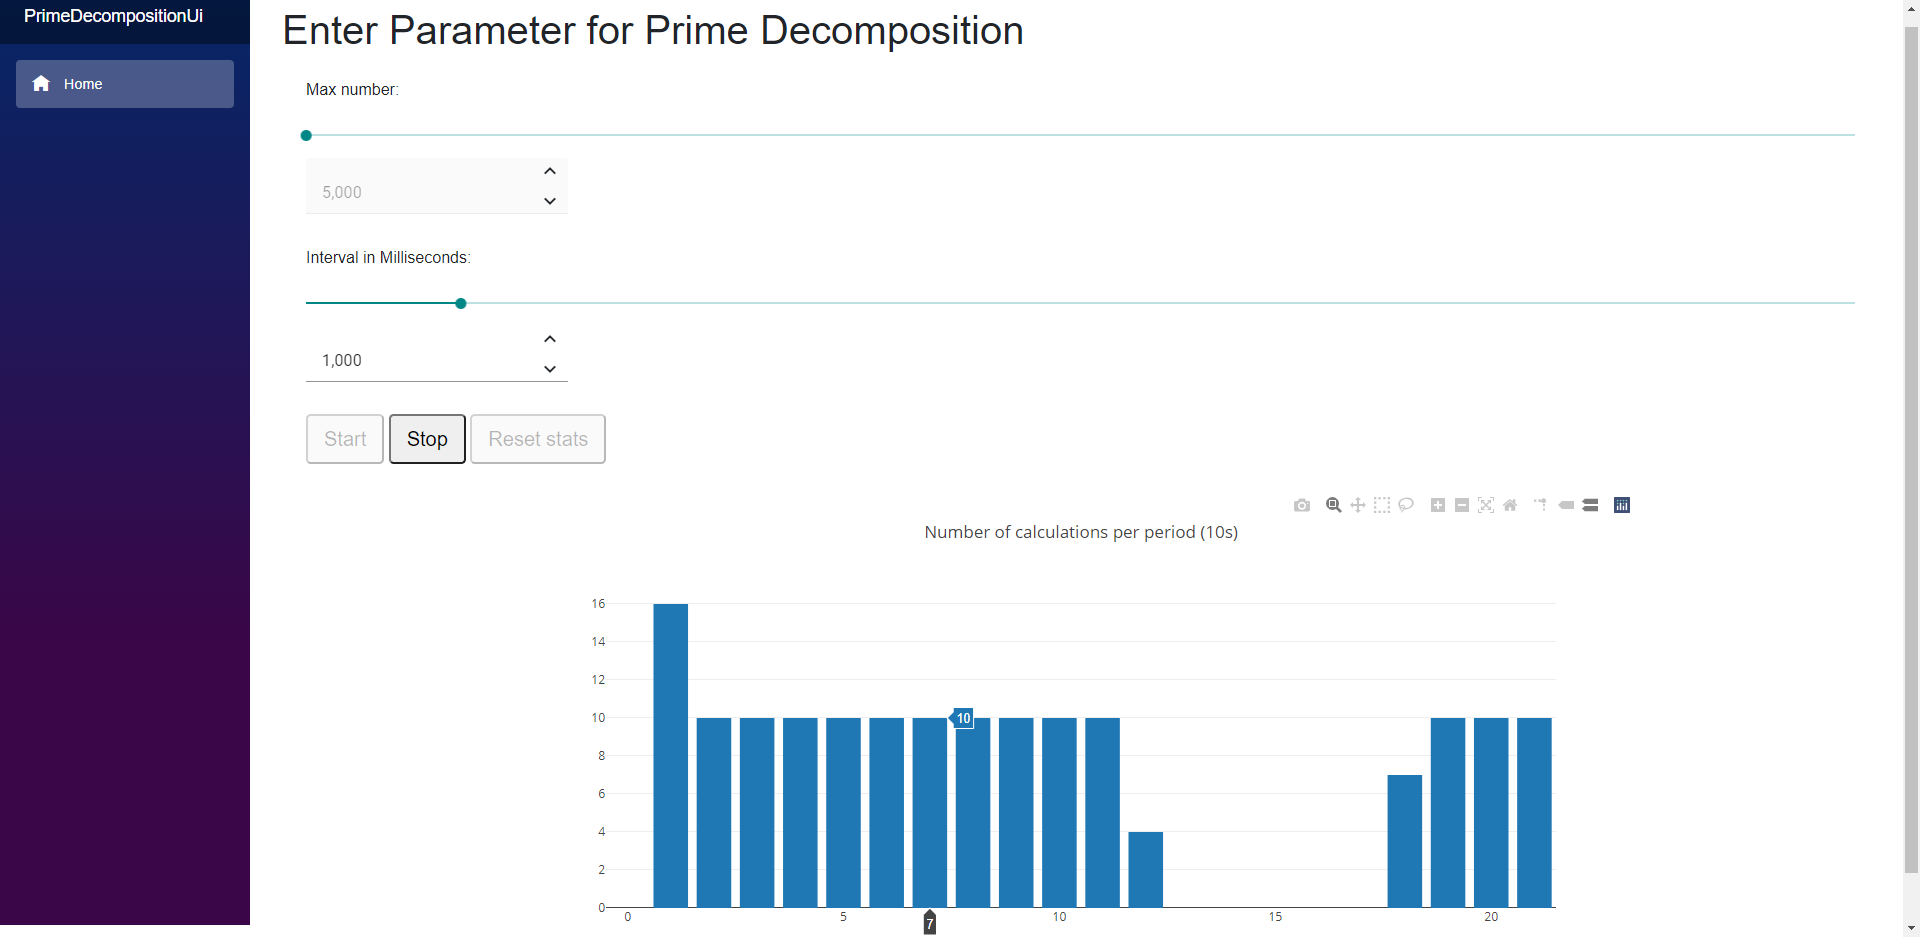 PrimeDecompositionUi
Home
Enter Parameter for Prime Decomposition
Max number:
5,000
Interval in Milliseconds:
1,000
Start Stop Reset stats
Number of calculations per period (10s)
16
14
12
10
10
8
6
4
2
0
0 5 7 10 15 20